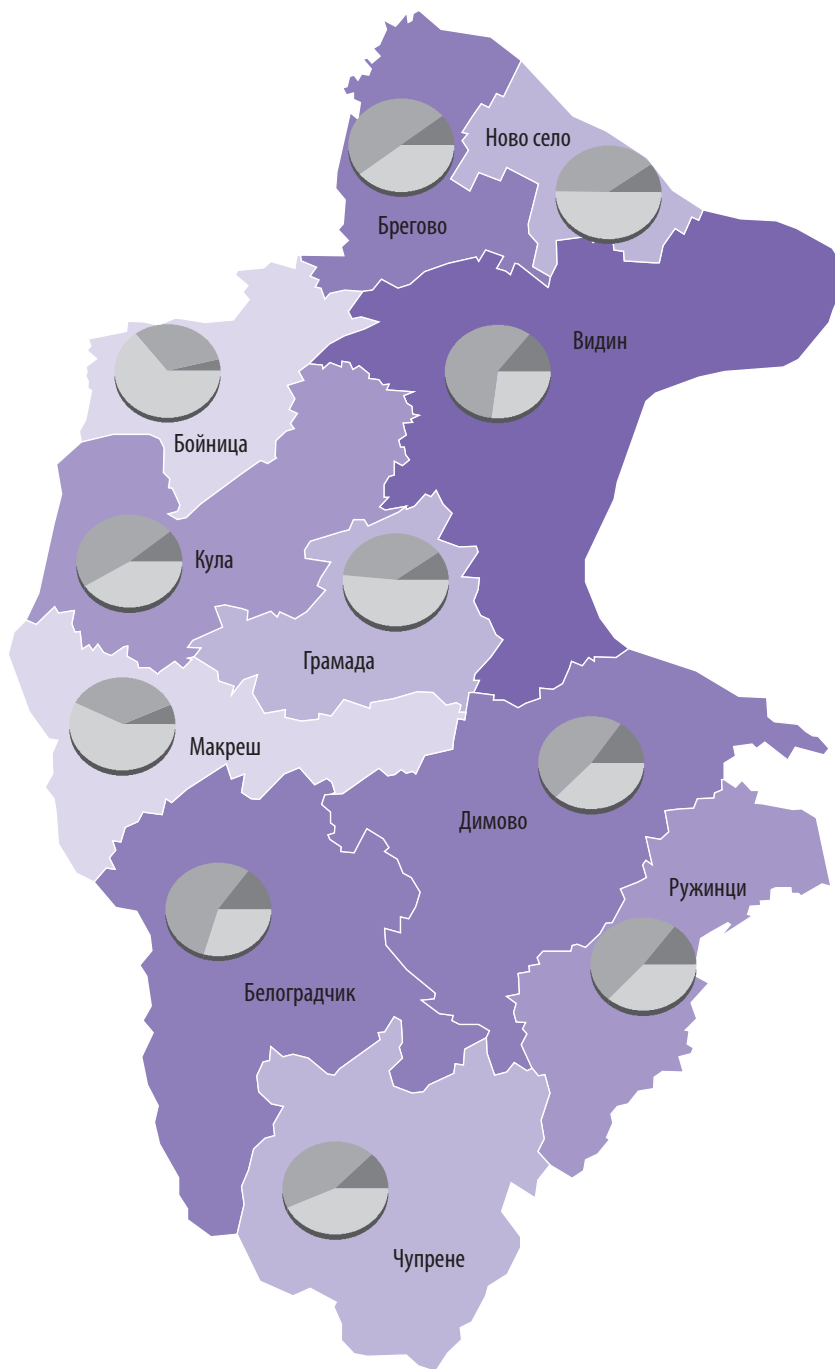 Ново село
Брегово
Видин
Бойница
Кула
Грамада
Макреш
Димово
Ружинци
Белоградчик
Чупрене